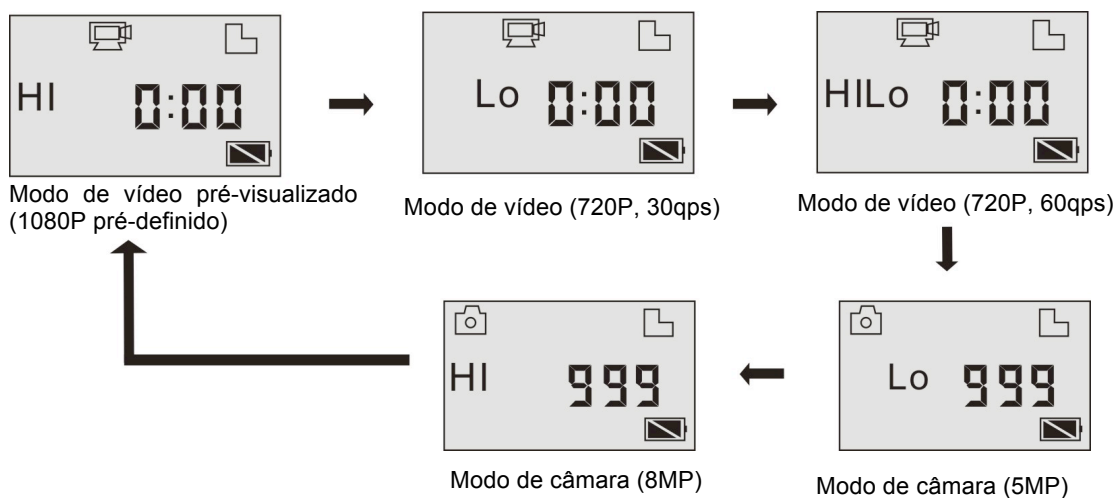 HI 0:00
Lo 0:00
HILo 0:00
Modo de vídeo pré-visualizado
(1080P pré-definido)
Modo de vídeo (720P, 30qps)
Modo de vídeo (720P, 60qps)
HI 999
Lo 999
Modo de câmara (8MP)
Modo de câmara (5MP)